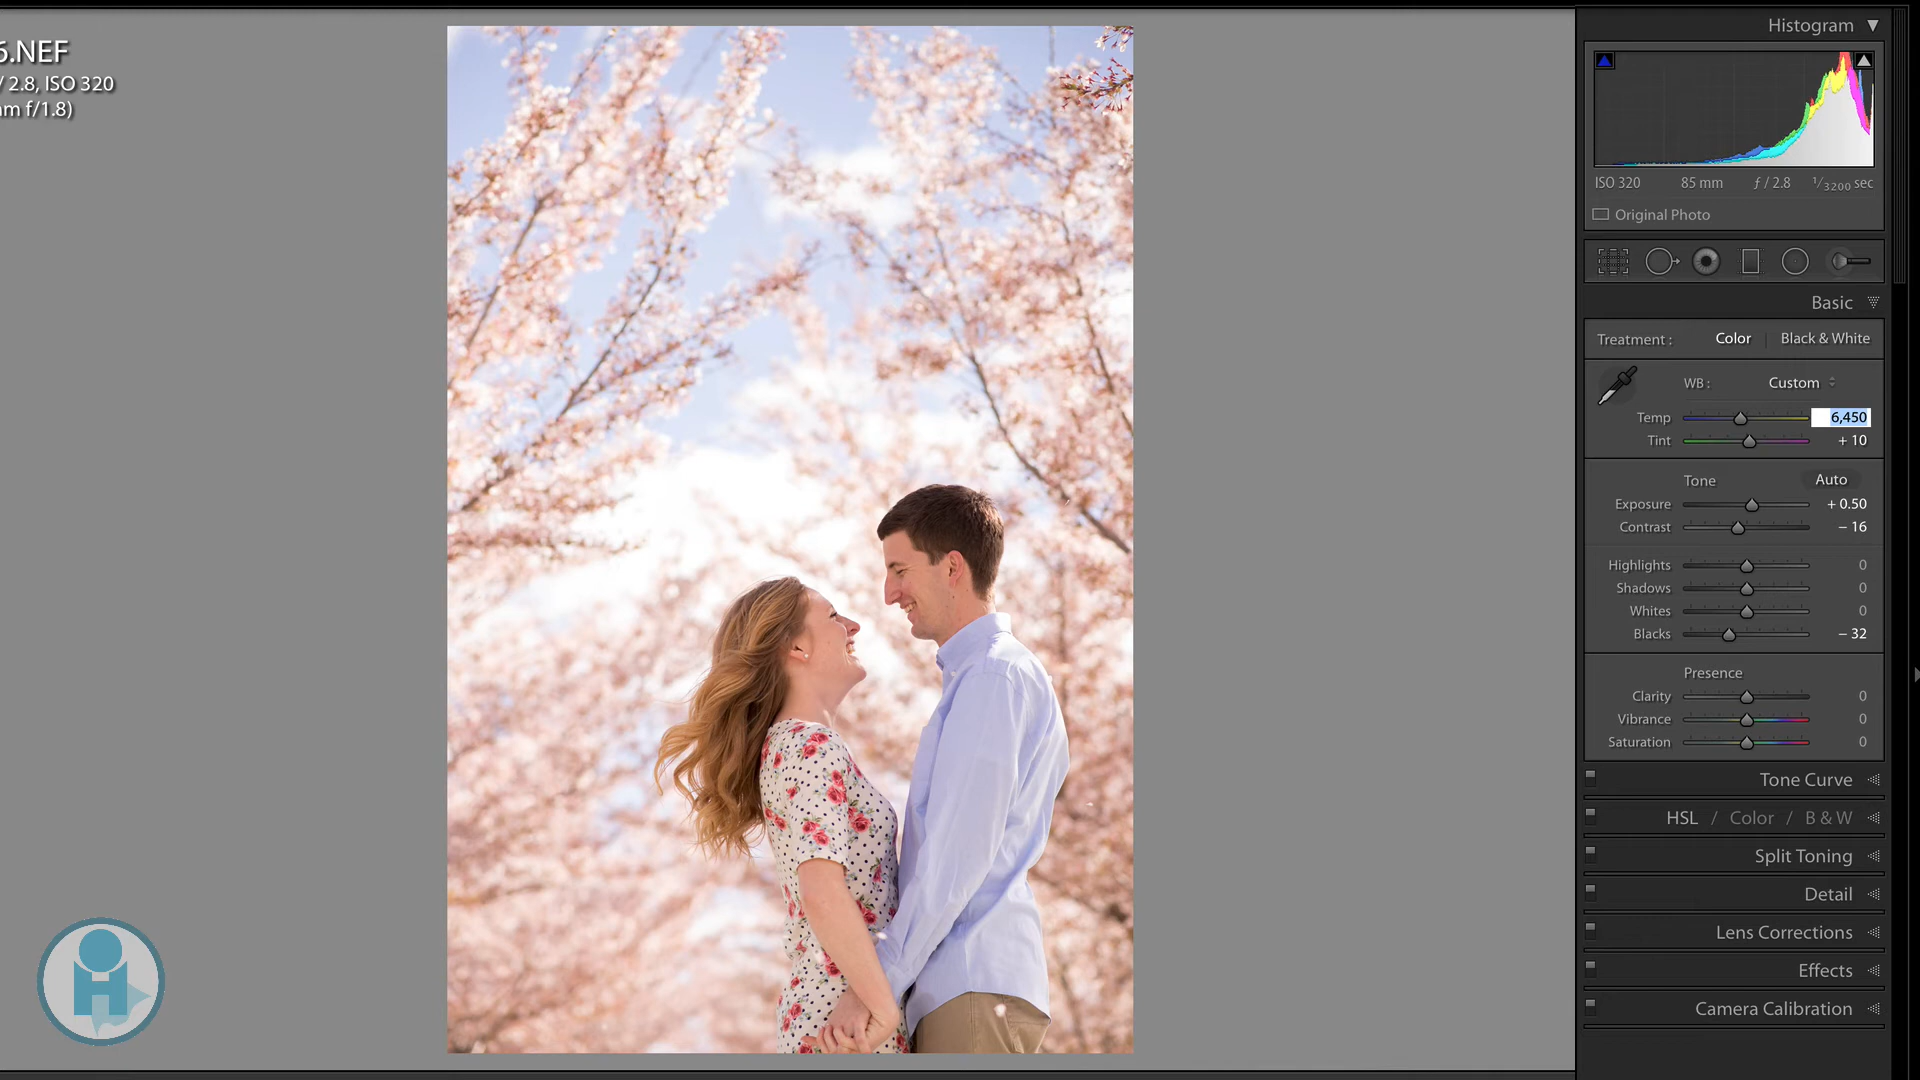 6.NEF
/ 2.8, ISO 320
m f/1.8)
Histogram
ISO 320 85 mm ƒ / 2.8 1/3200 sec
Original Photo
Basic
Treatment : Color Black & White
WB : Custom
Temp 6,450
Tint + 10
Tone Auto
Exposure + 0.50
Contrast − 16
Highlights 0
Shadows 0
Whites 0
Blacks − 32
Presence
Clarity 0
Vibrance 0
Saturation 0
Tone Curve
HSL / Color / B & W
Split Toning
Detail
Lens Corrections
Effects
Camera Calibration